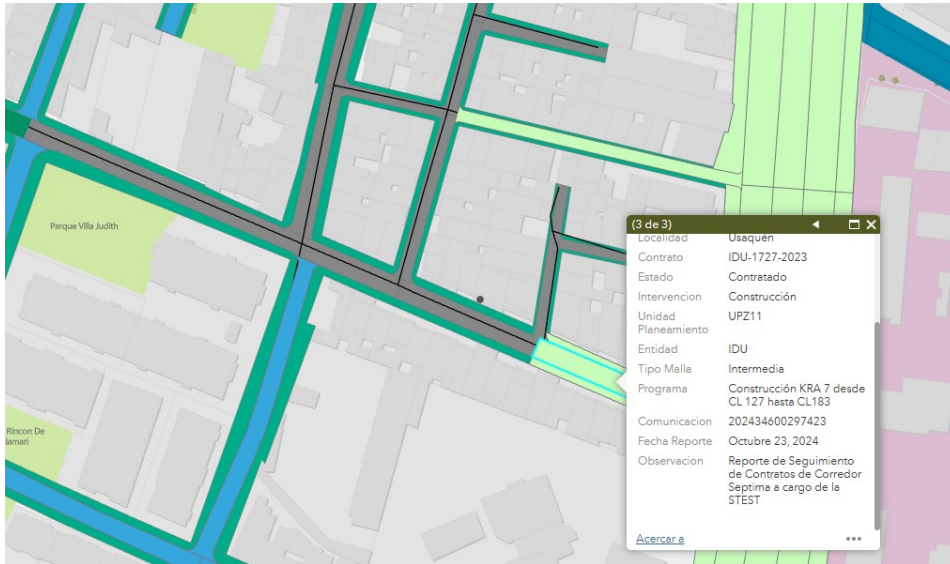 Parque Villa Judith
Rincon De
lamari
(3 de 3)
Localidad Usaquén
Contrato IDU-1727-2023
Estado Contratado
Intervencion Construcción
Unidad UPZ11
Planeamiento
Entidad IDU
Tipo Malla Intermedia
Programa Construcción KRA 7 desde
CL 127 hasta CL183
Comunicacion 202434600297423
Fecha Reporte Octubre 23, 2024
Observacion Reporte de Seguimiento
de Contratos de Corredor
Septima a cargo de la
STEST
Acercar a